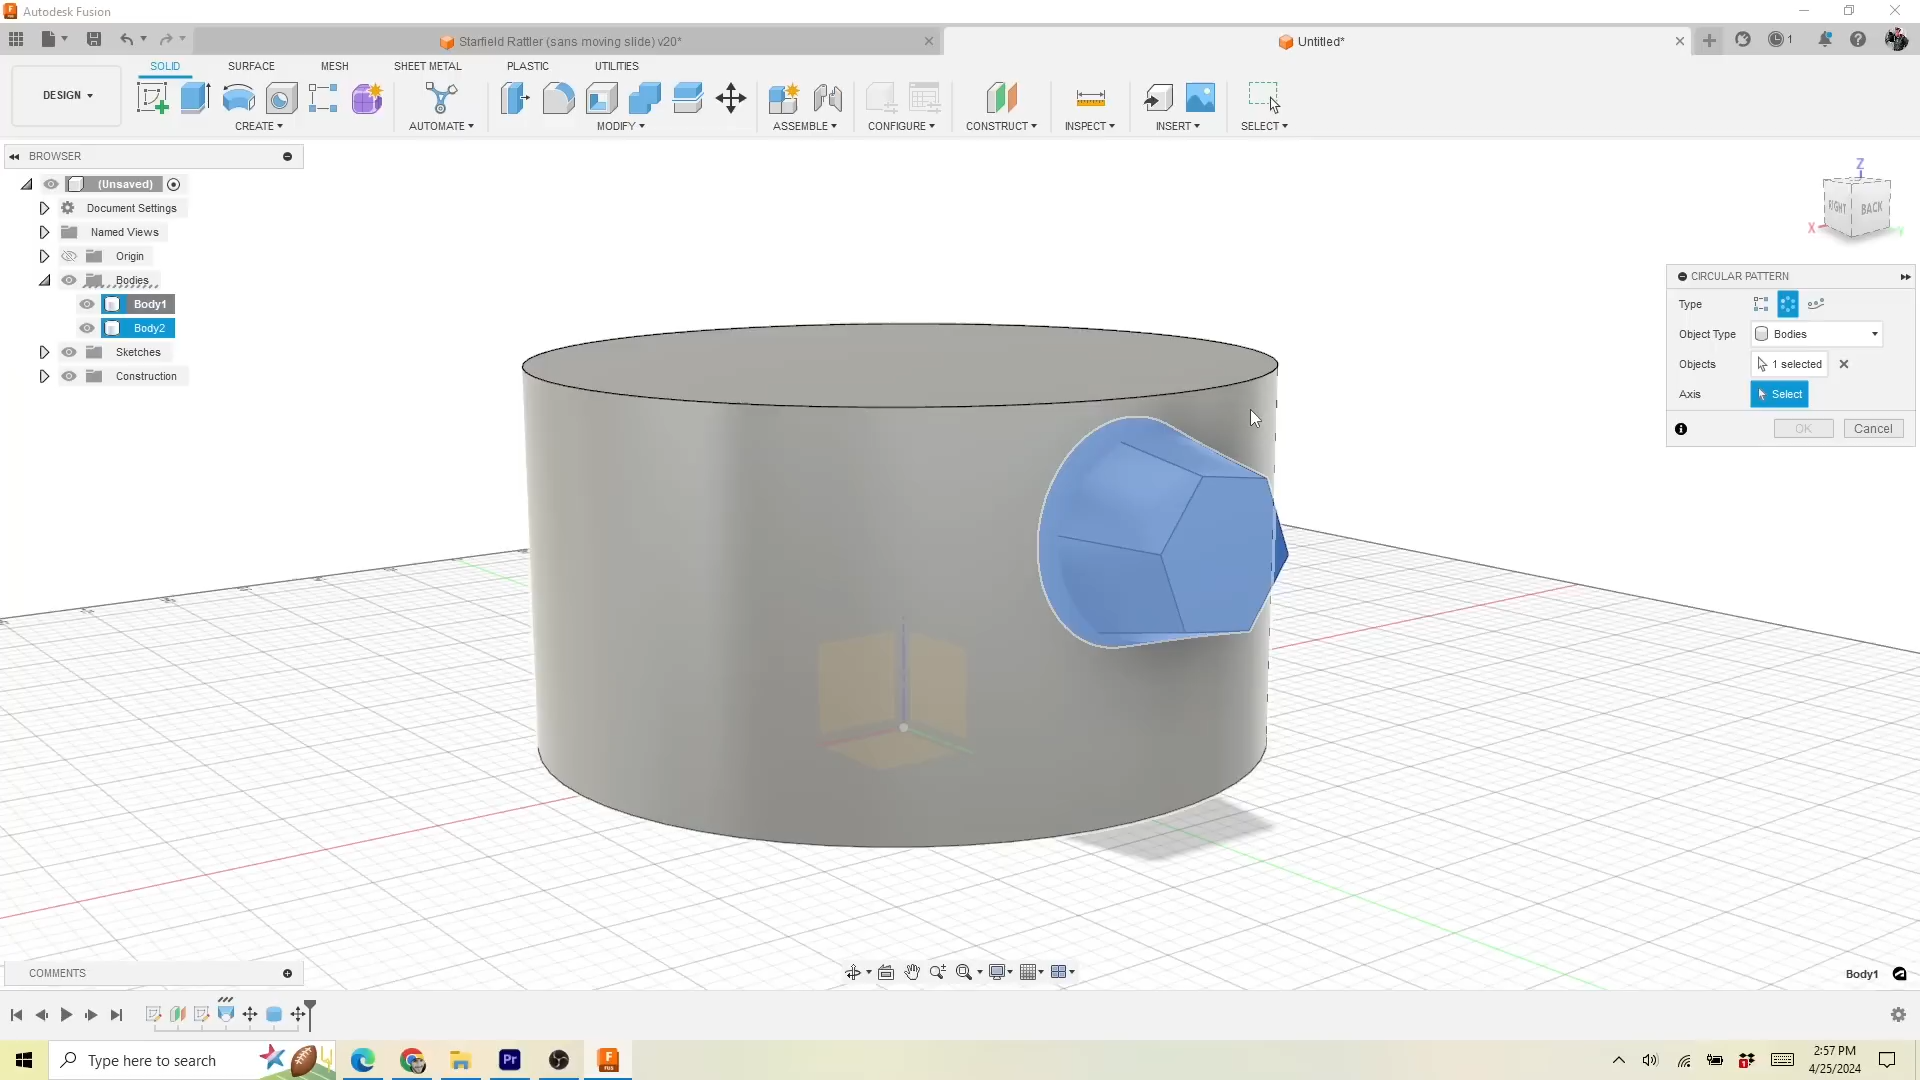 Autodesk Fusion
Starfield Rattler (sans moving slide) v20*
Untitled*
1
DESIGN
SOLID
SURFACE
MESH
SHEET METAL
PLASTIC
UTILITIES
CREATE
AUTOMATE
MODIFY
ASSEMBLE
CONFIGURE
CONSTRUCT
INSPECT
INSERT
SELECT
BROWSER
(Unsaved)
Document Settings
Named Views
Origin
Bodies
Body1
Body2
Sketches
Construction
Z
RIGHT
BACK
X
CIRCULAR PATTERN
Type
Object Type
Bodies
Objects
1 selected
Axis
Select
OK
Cancel
COMMENTS
Body1
Type here to search
Pr
2:57 PM
4/25/2024